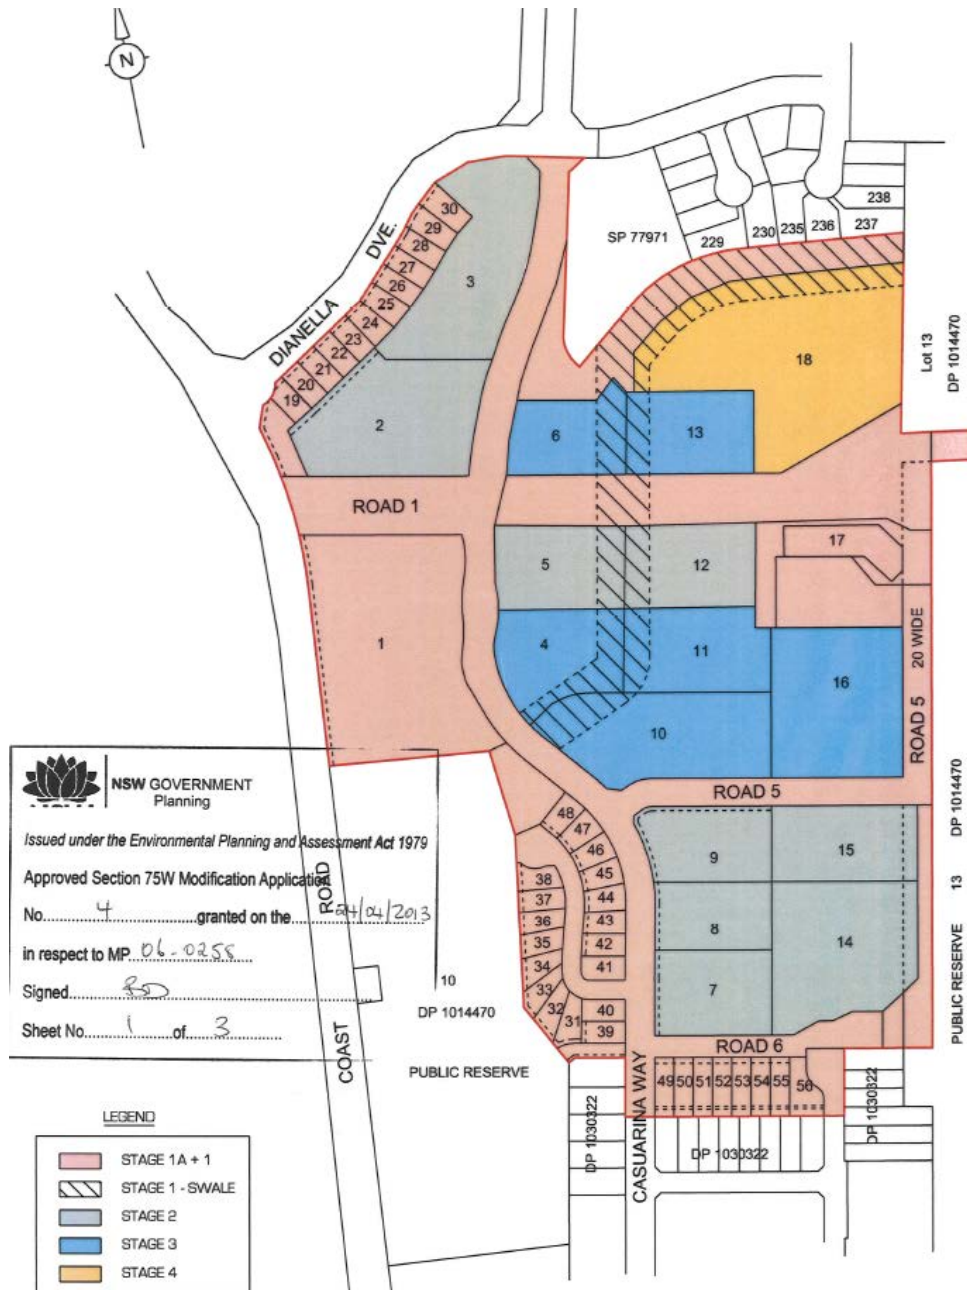 N
DIANELLA DVE.
30
29
28
27
26
25
24
23
22
21
20
19
3
2
SP 77971
229
230
235
236
237
238
18
Lot 13
DP 1014470
6
13
ROAD 1
17
5
12
1
4
11
16
10
20 WIDE
ROAD 5
ROAD 5
NSW GOVERNMENT
Planning
Issued under the Environmental Planning and Assessment Act 1979
Approved Section 75W Modification Application
No. 4 granted on the 24/04/2013
in respect to MP 06-0258
Signed
Sheet No. 1 of 3
COAST ROAD
48
47
46
45
44
43
42
41
38
37
36
35
34
33
32
31
40
39
9
15
8
14
7
10
DP 1014470
PUBLIC RESERVE
PUBLIC RESERVE 13 DP 1014470
ROAD 6
49 50 51 52 53 54 55 56
CASUARINA WAY
DP 1030322
DP 1030322
DP 1030322
LEGEND
STAGE 1A + 1
STAGE 1 - SWALE
STAGE 2
STAGE 3
STAGE 4